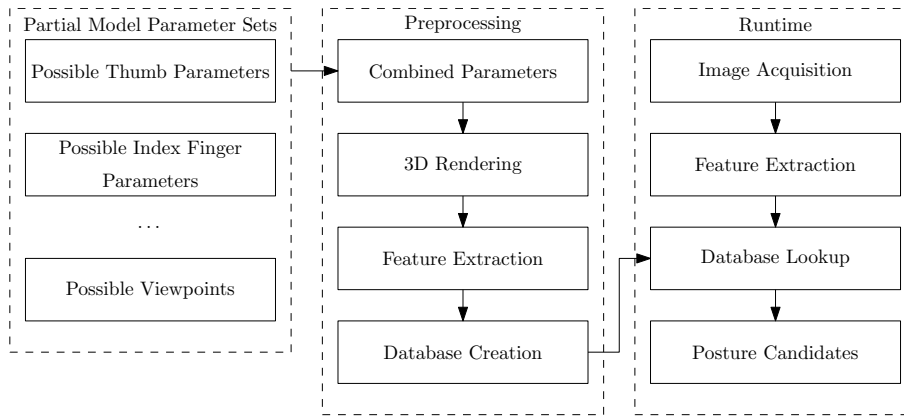 Partial Model Parameter Sets
Possible Thumb Parameters
Possible Index Finger
Parameters
...
Possible Viewpoints
Preprocessing
Combined Parameters
3D Rendering
Feature Extraction
Database Creation
Runtime
Image Acquisition
Feature Extraction
Database Lookup
Posture Candidates